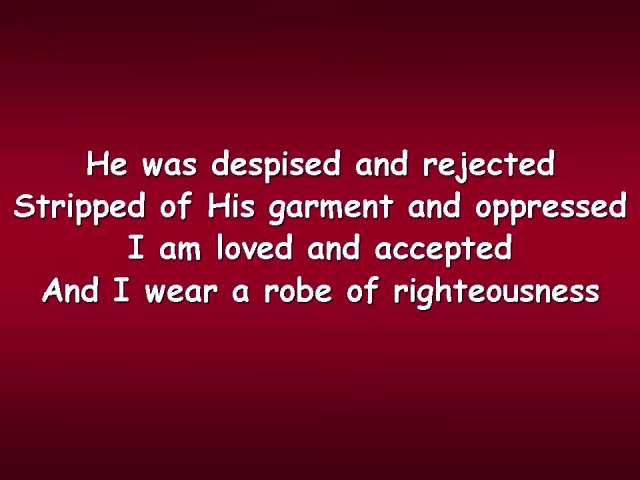 He was despised and rejected
Stripped of His garment and oppressed
I am loved and accepted
And I wear a robe of righteousness